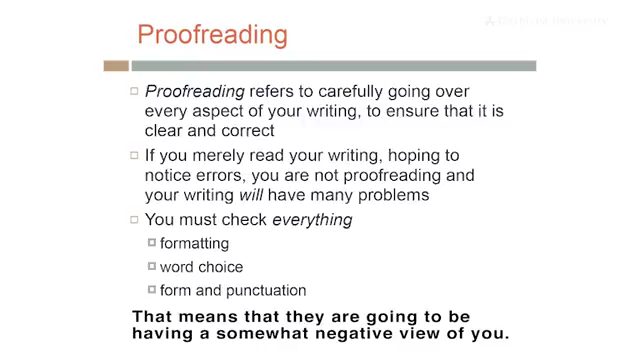 Proofreading
Proofreading refers to carefully going over
every aspect of your writing, to ensure that it is
clear and correct
If you merely read your writing, hoping to
notice errors, you are not proofreading and
your writing will have many problems
You must check everything
formatting
word choice
form and punctuation
That means that they are going to be
having a somewhat negative view of you.